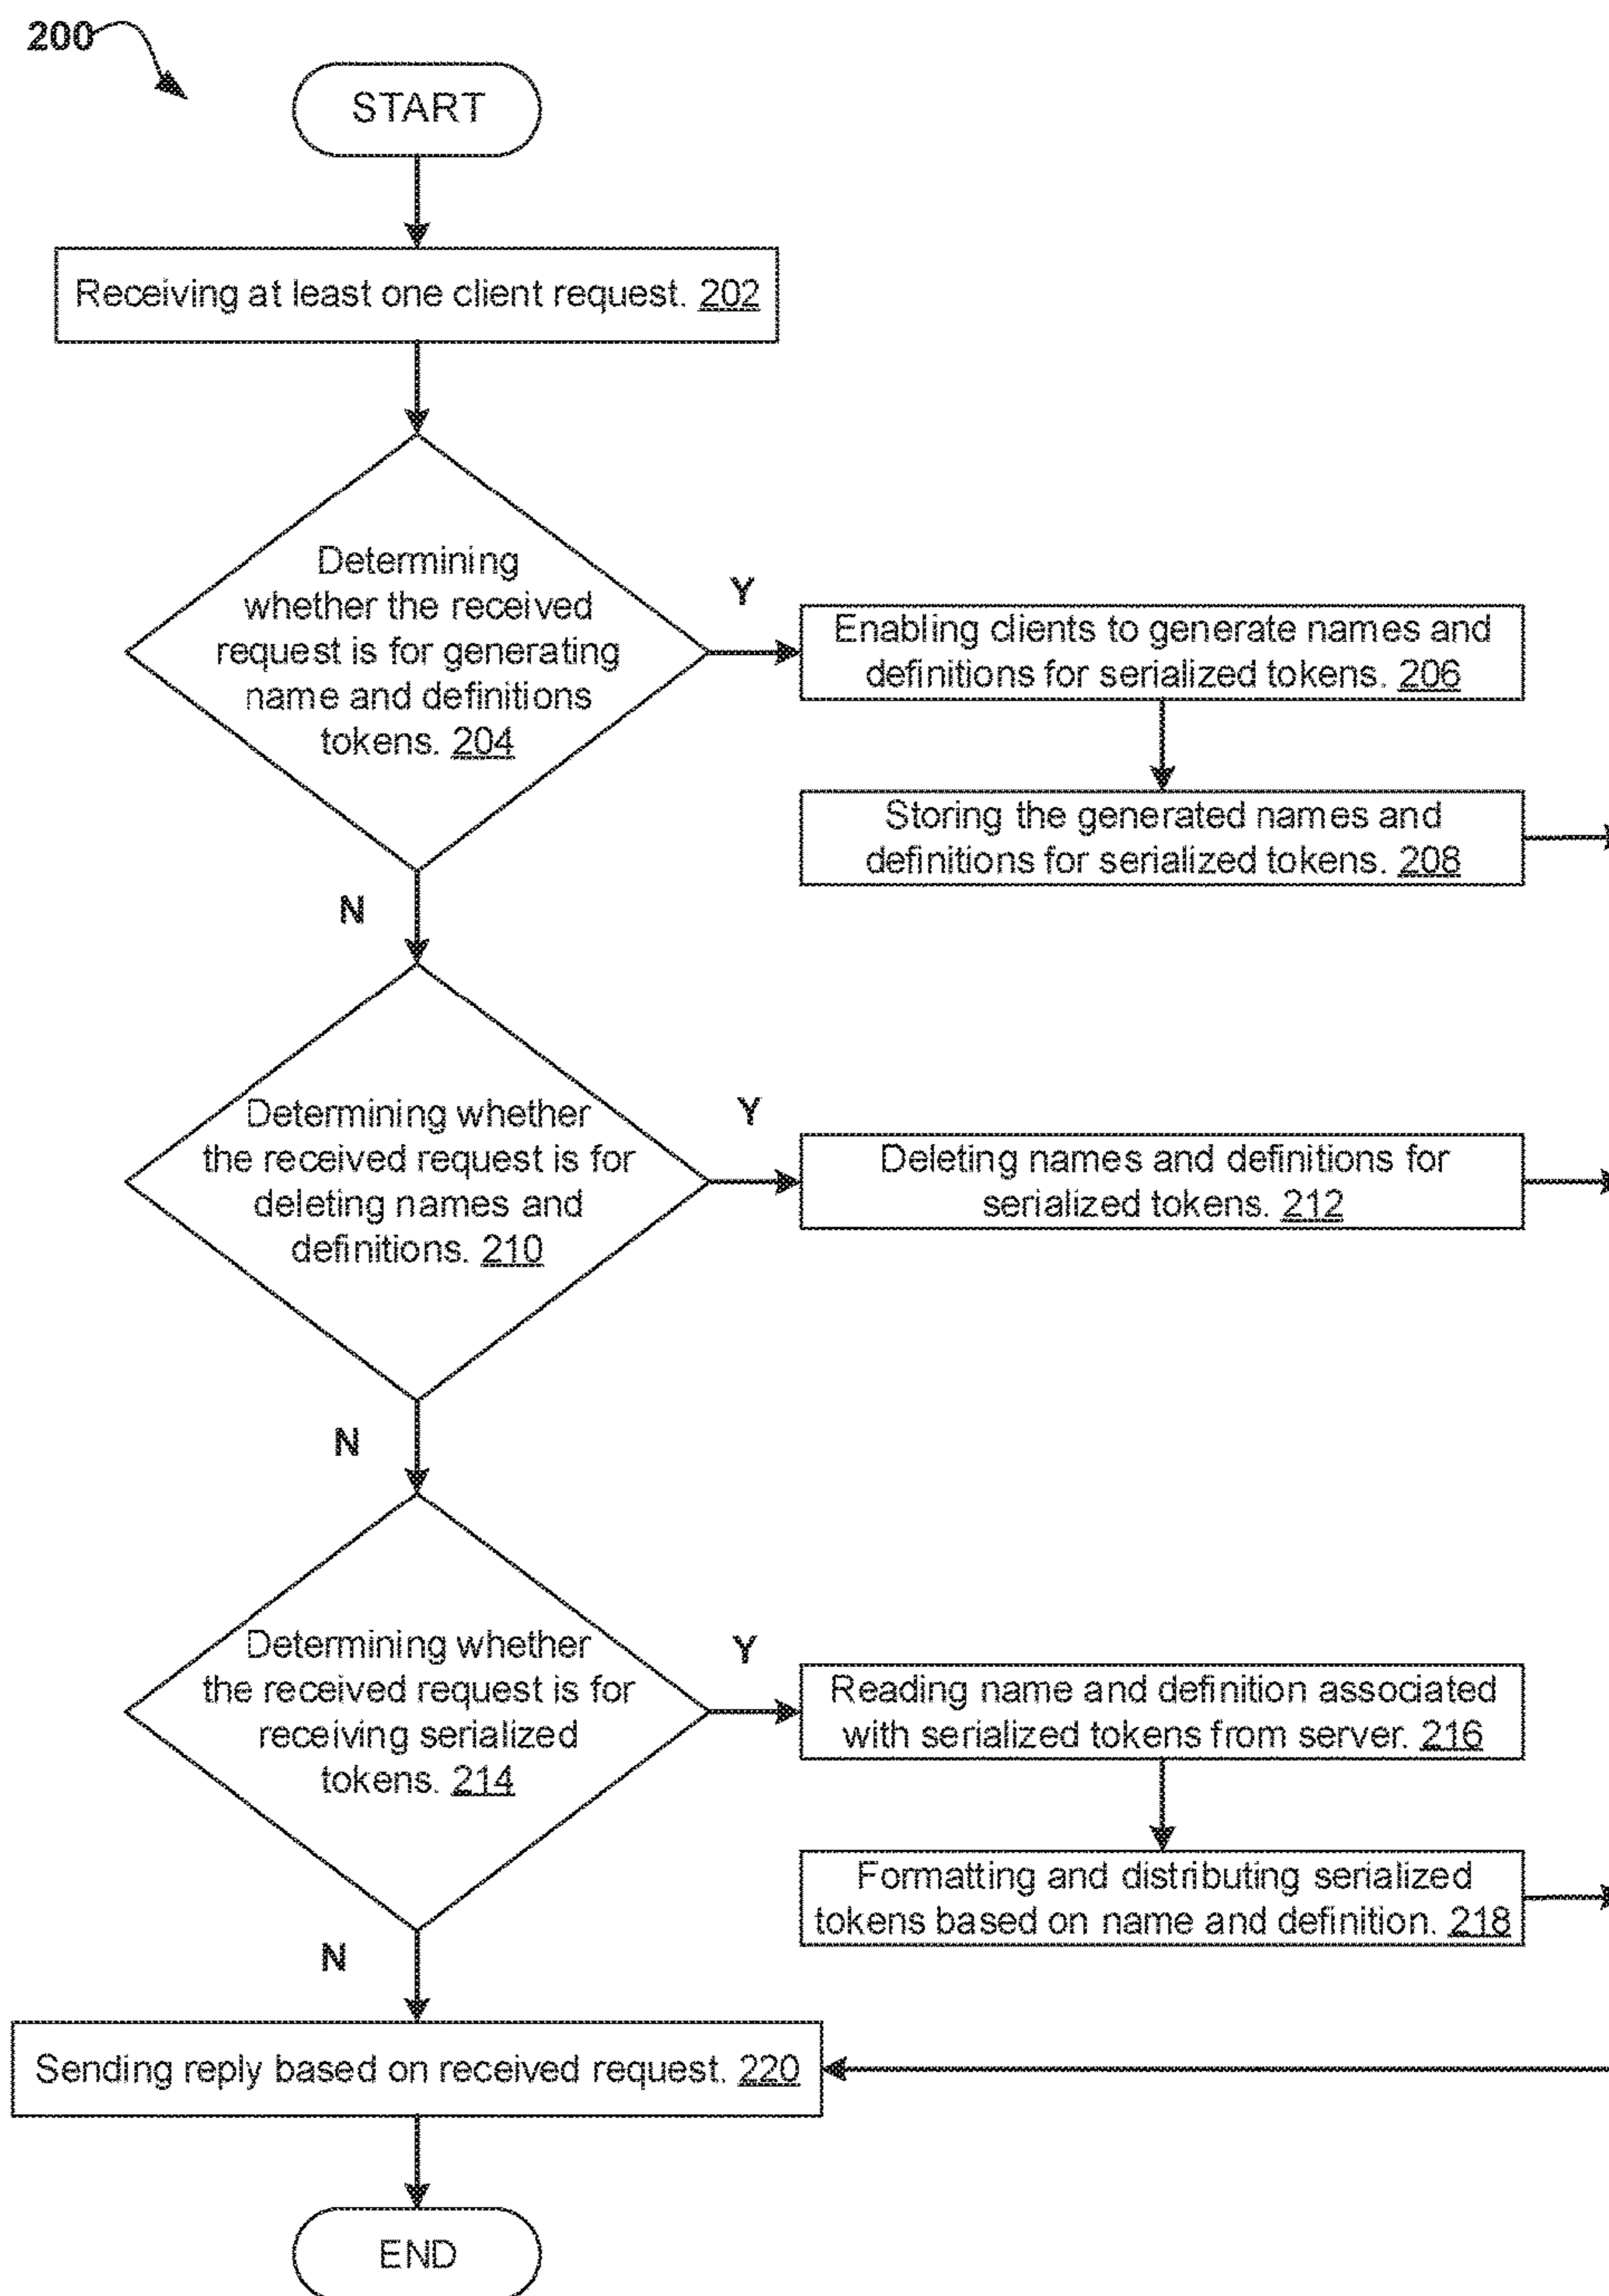 200
START
Receiving at least one client request. 202
Determining
whether the received
request is for generating
name and definitions
tokens. 204
Y
Enabling clients to generate names and
definitions for serialized tokens. 206
Storing the generated names and
definitions for serialized tokens. 208
N
Determining whether
the received request is for
deleting names and
definitions. 210
Y
Deleting names and definitions for
serialized tokens. 212
N
Determining whether
the received request is for
receiving serialized
tokens. 214
Y
Reading name and definition associated
with serialized tokens from server. 216
Formatting and distributing serialized
tokens based on name and definition. 218
N
Sending reply based on received request. 220
END